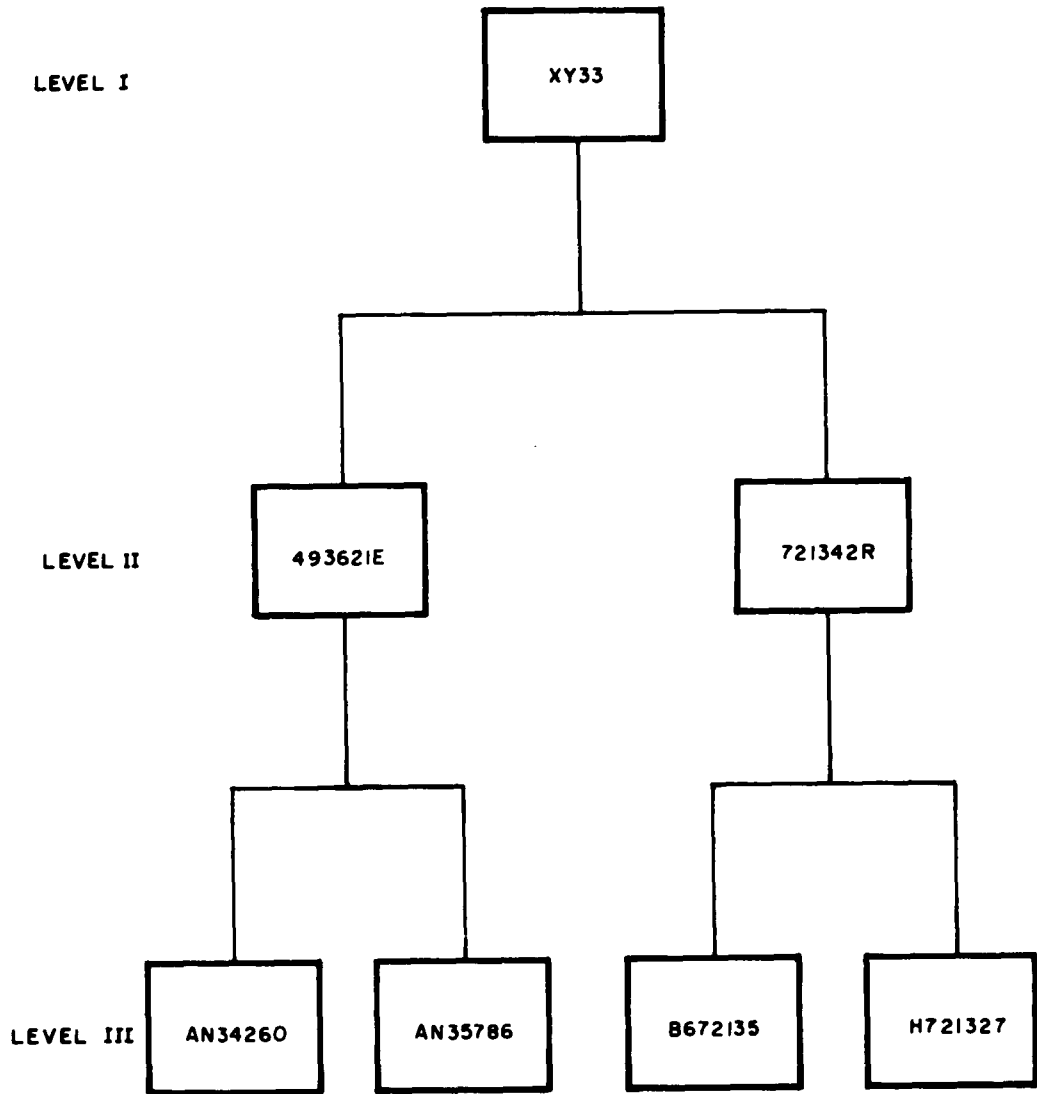 LEVEL I
XY33
LEVEL II
493621E
721342R
LEVEL III
AN34260
AN35786
B672135
H721327